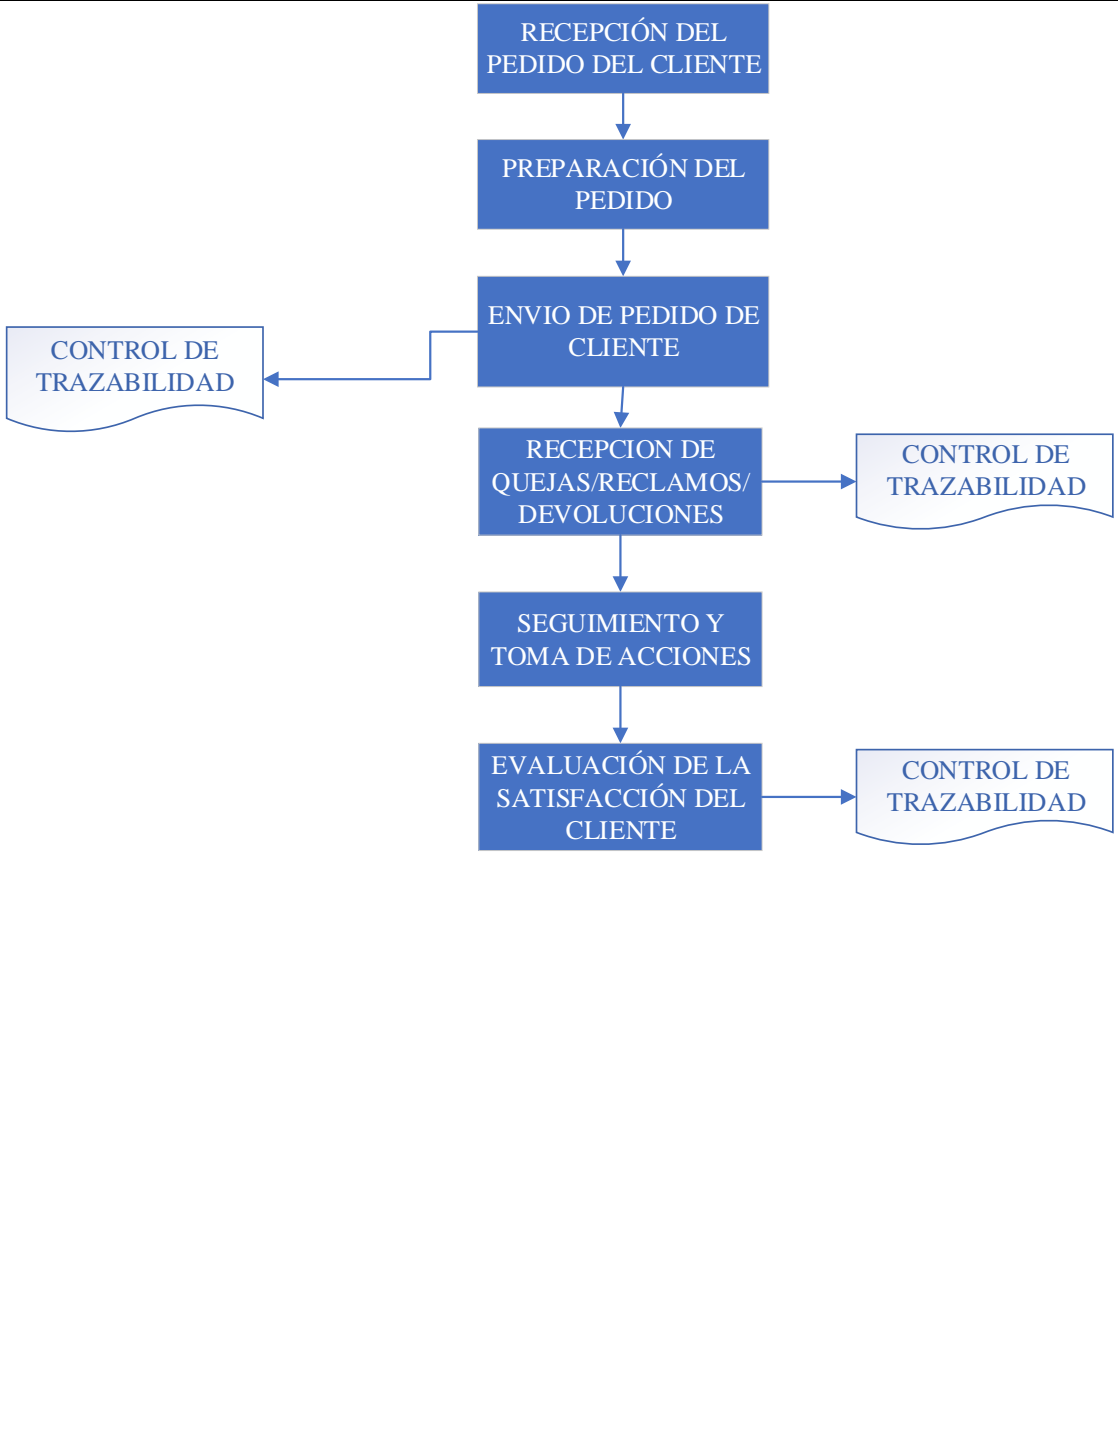 RECEPCIÓN DEL
PEDIDO DEL CLIENTE
PREPARACIÓN DEL
PEDIDO
ENVIO DE PEDIDO DE
CLIENTE
CONTROL DE
TRAZABILIDAD
RECEPCION DE
QUEJAS/RECLAMOS/
DEVOLUCIONES
CONTROL DE
TRAZABILIDAD
SEGUIMIENTO Y
TOMA DE ACCIONES
EVALUACIÓN DE LA
SATISFACCIÓN DEL
CLIENTE
CONTROL DE
TRAZABILIDAD